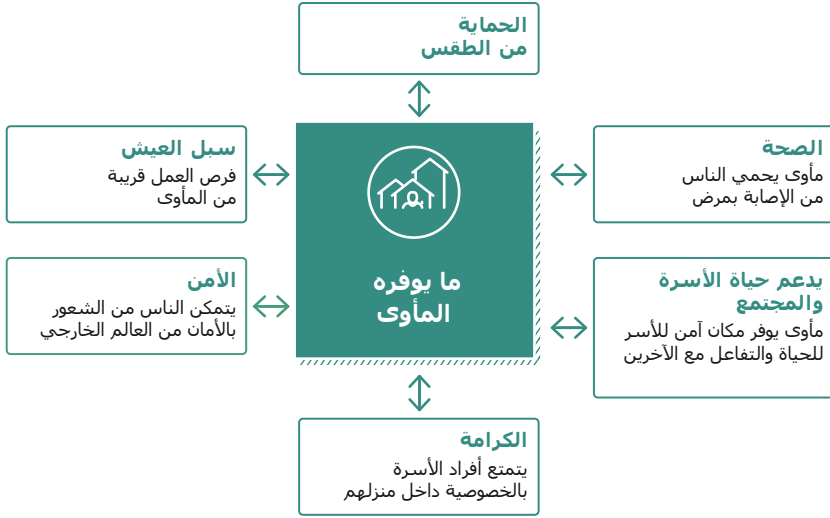 الحماية
من الطقس
الصحة
مأوى يحمي الناس
من الإصابة بمرض
سبل العيش
فرص العمل قريبة
من المأوى
ما يوفره
المأوى
يدعم حياة الأسرة
والمجتمع
مأوى يوفر مكان آمن للأسر
للحياة والتفاعل مع الآخرين
الأمن
يتمكن الناس من الشعور
بالأمان من العالم الخارجي
الكرامة
يتمتع أفراد الأسرة
بالخصوصية داخل منزلهم